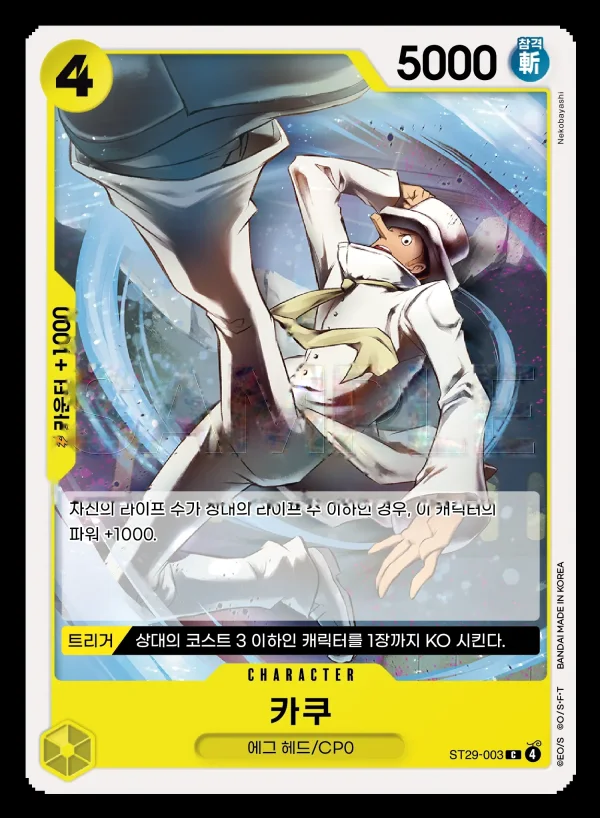 4
5000
참격
斬
Nekobayashi
카운터 +1000
SAMPLE
자신의 라이프 수가 상대의 라이프 수 이하인 경우, 이 캐릭터의
파워 +1000.
트리거 상대의 코스트 3 이하인 캐릭터를 1장까지 KO 시킨다.
CHARACTER
카쿠
에그 헤드/CP0
ST29-003 C 4
©EO/S ©O/S·F·T BANDAI MADE IN KOREA